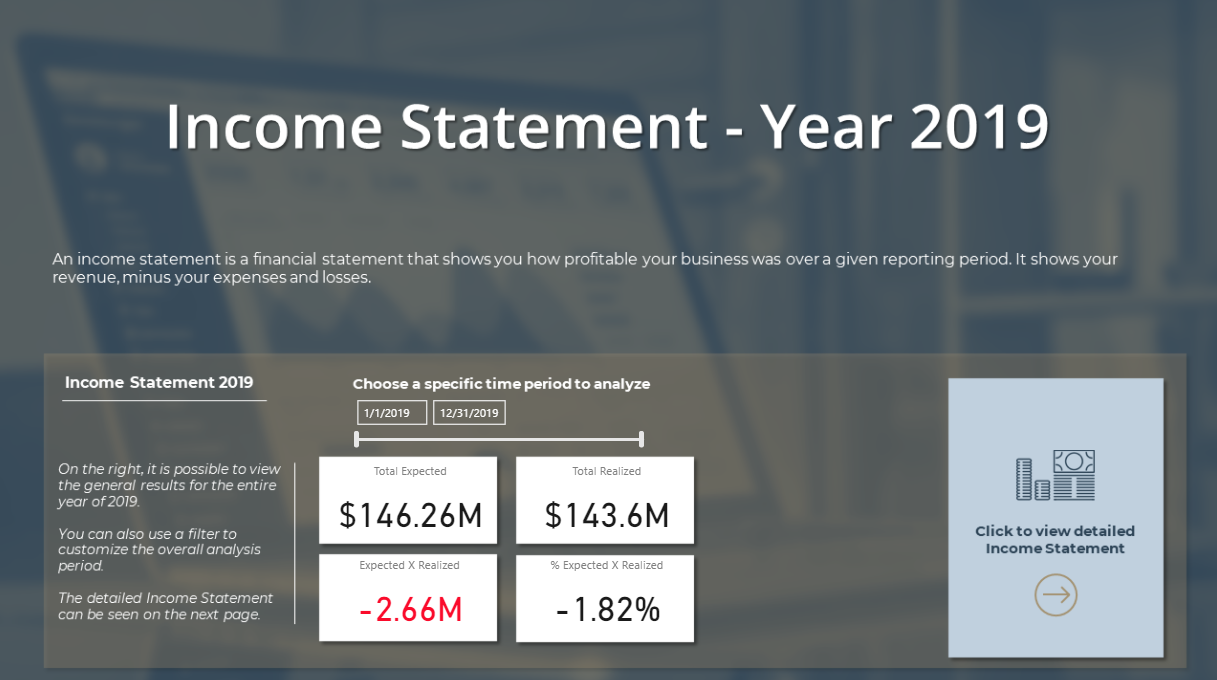 Income Statement - Year 2019
An income statement is a financial statement that shows you how profitable your business was over a given reporting period. It shows your
revenue, minus your expenses and losses.
Income Statement 2019
On the right, it is possible to view
the general results for the entire
year of 2019.
You can also use a filter to
customize the overall analysis
period.
The detailed Income Statement
can be seen on the next page.
Choose a specific time period to analyze
1/1/2019
12/31/2019
Total Expected
$146.26M
Total Realized
$143.6M
Expected X Realized
-2.66M
% Expected X Realized
-1.82%
Click to view detailed
Income Statement